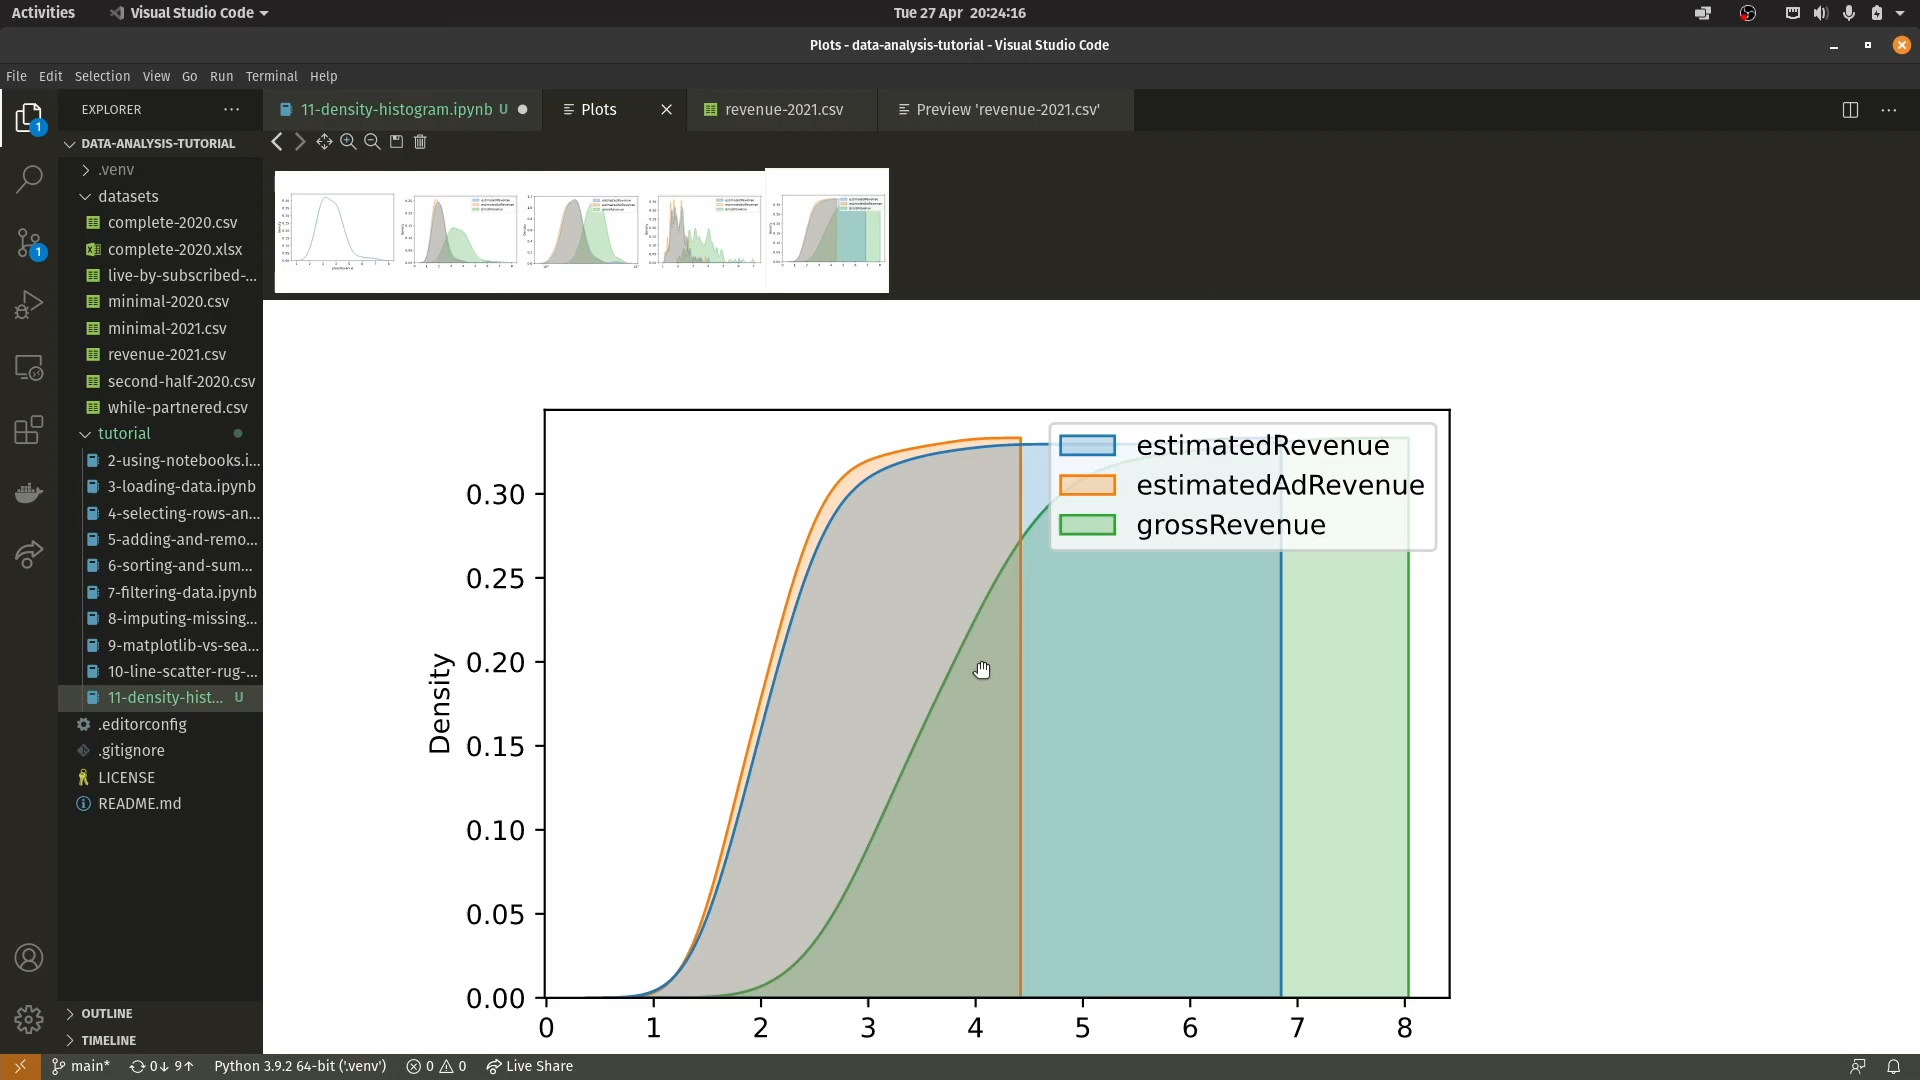 Activities
Visual Studio Code
Tue 27 Apr 20:24:16
Plots - data-analysis-tutorial - Visual Studio Code
File Edit Selection View Go Run Terminal Help
EXPLORER
11-density-histogram.ipynb U
Plots
revenue-2021.csv
Preview 'revenue-2021.csv'
1
DATA-ANALYSIS-TUTORIAL
.venv
datasets
complete-2020.csv
complete-2020.xlsx
live-by-subscribed-...
minimal-2020.csv
minimal-2021.csv
revenue-2021.csv
second-half-2020.csv
while-partnered.csv
tutorial
2-using-notebooks.i...
3-loading-data.ipynb
4-selecting-rows-an...
5-adding-and-remo...
6-sorting-and-sum...
7-filtering-data.ipynb
8-imputing-missing...
9-matplotlib-vs-sea...
10-line-scatter-rug-...
11-density-hist... U
.editorconfig
.gitignore
LICENSE
README.md
1
OUTLINE
TIMELINE
estimatedRevenue
estimatedAdRevenue
grossRevenue
Density
0.30
0.25
0.20
0.15
0.10
0.05
0.00
0 1 2 3 4 5 6 7 8
main* 0↓ 9↑ Python 3.9.2 64-bit ('.venv') 0 0 Live Share